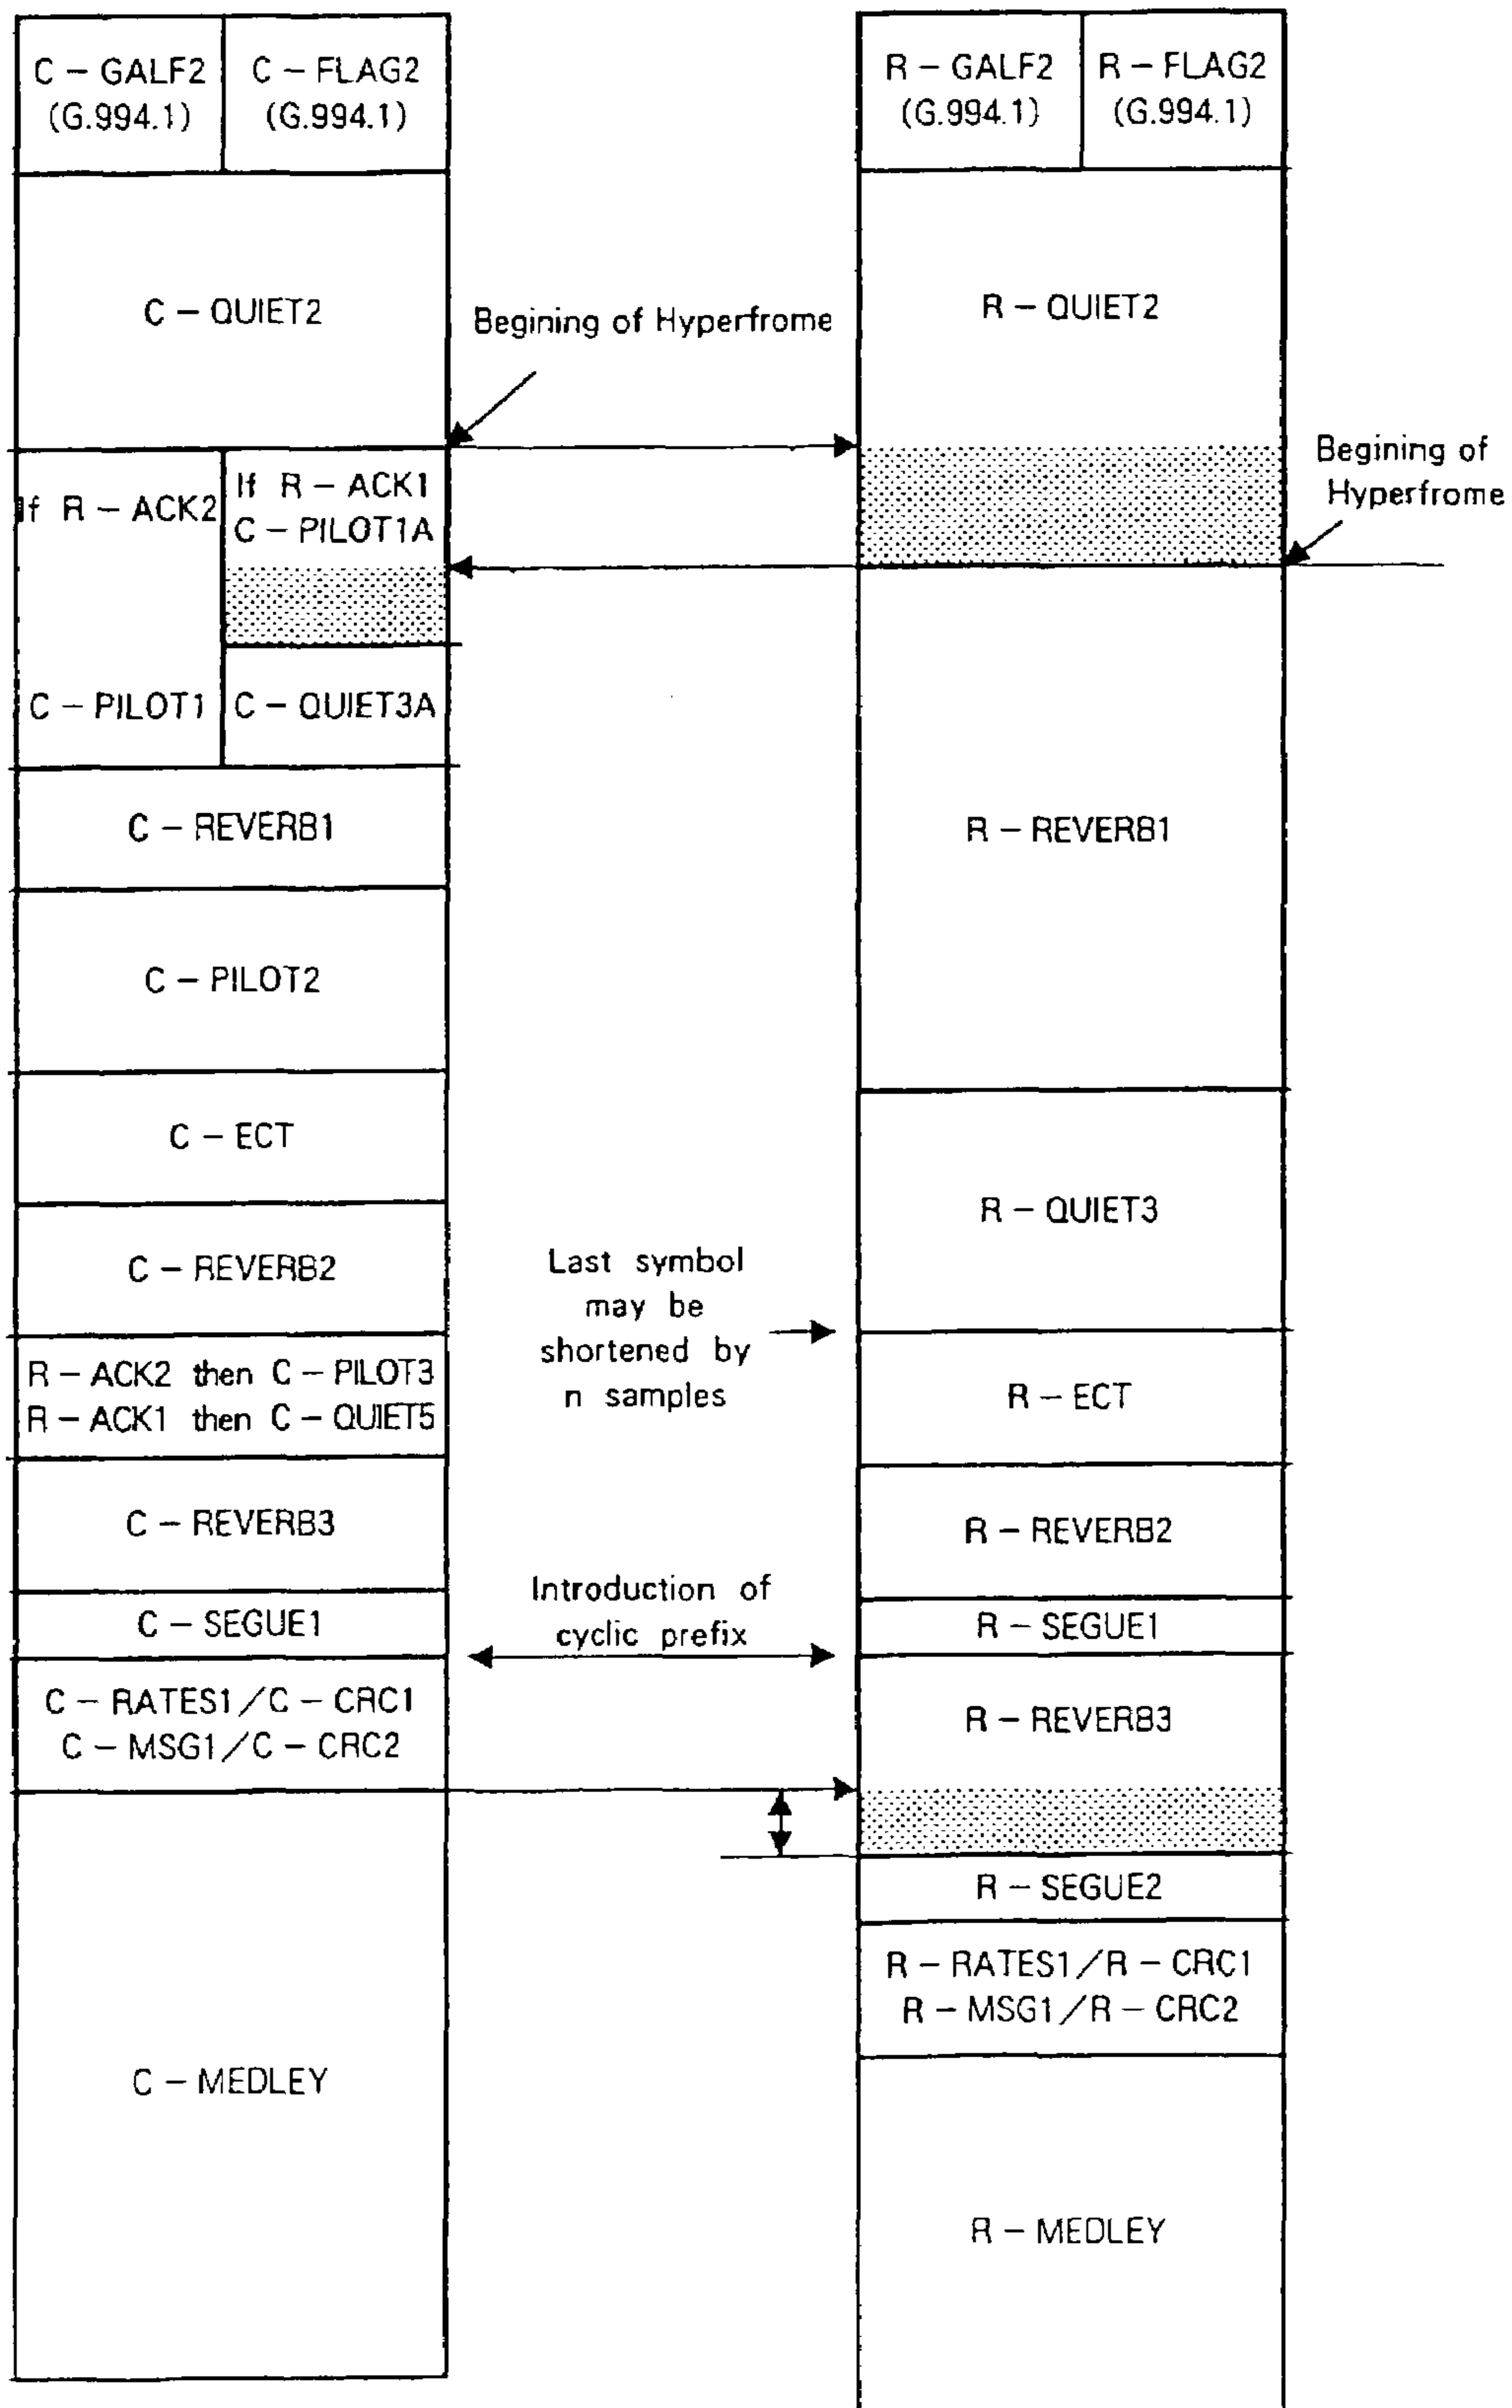 C – GALF2
(G.994.1)
C – FLAG2
(G.994.1)
C – QUIET2
If R – ACK2
C – PILOT1
If R – ACK1
C – PILOT1A
C – QUIET3A
C – REVERB1
C – PILOT2
C – ECT
C – REVERB2
R – ACK2 then C – PILOT3
R – ACK1 then C – QUIET5
C – REVERB3
C – SEGUE1
C – RATES1/C – CRC1
C – MSG1/C – CRC2
C – MEDLEY
Begining of Hyperfrome
Last symbol
may be
shortened by
n samples
Introduction of
cyclic prefix
R – GALF2
(G.994.1)
R – FLAG2
(G.994.1)
R – QUIET2
Begining of
Hyperfrome
R – REVERB1
R – QUIET3
R – ECT
R – REVERB2
R – SEGUE1
R – REVERB3
R – SEGUE2
R – RATES1/R – CRC1
R – MSG1/R – CRC2
R – MEDLEY